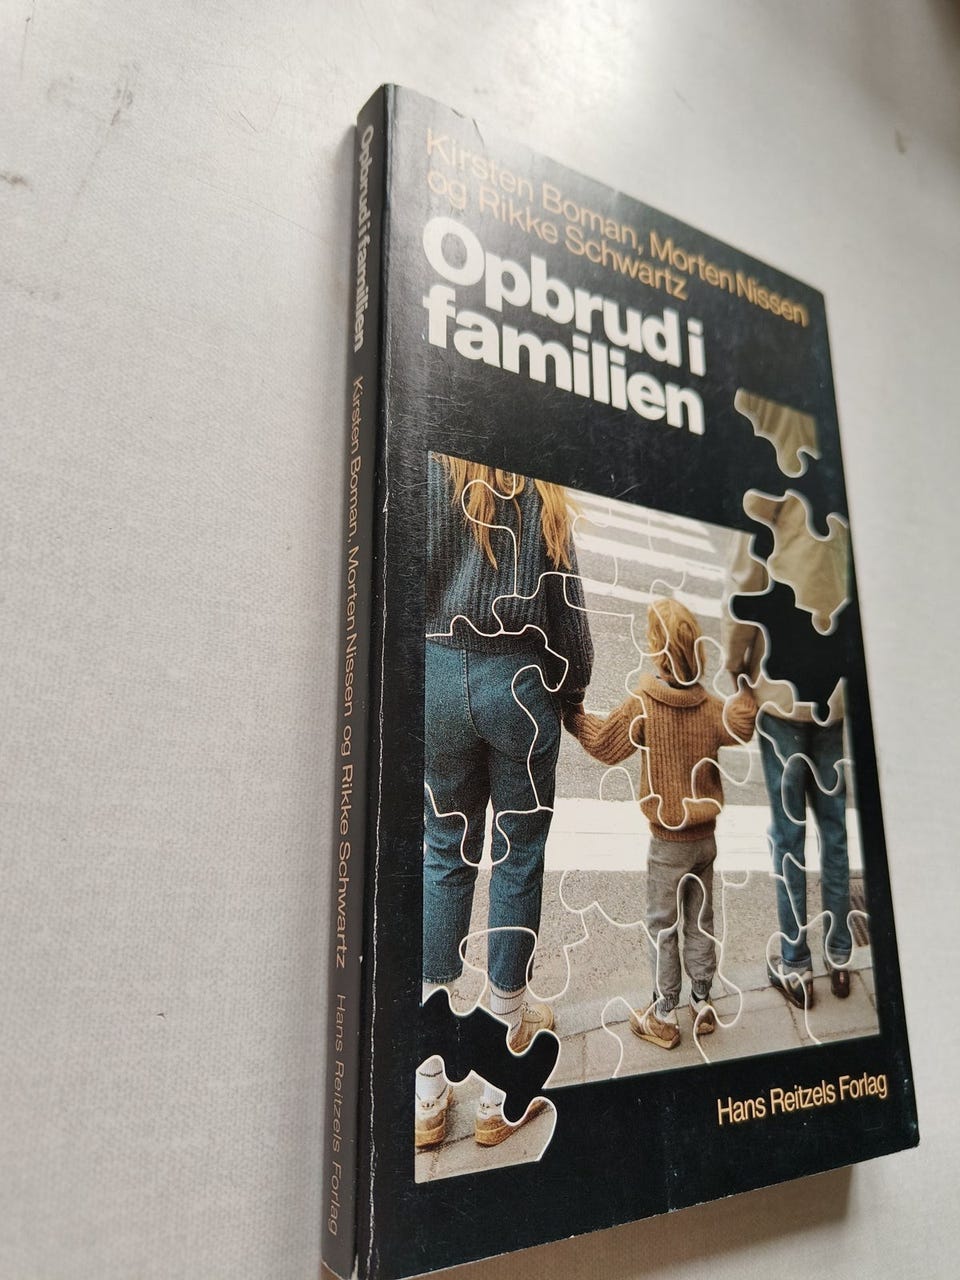 Kirsten Boman, Morten Nissen
og Rikke Schwartz
Opbrud i
familien
Hans Reitzels Forlag
Opbrud i familien Kirsten Boman, Morten Nissen og Rikke Schwartz Hans Reitzels Forlag